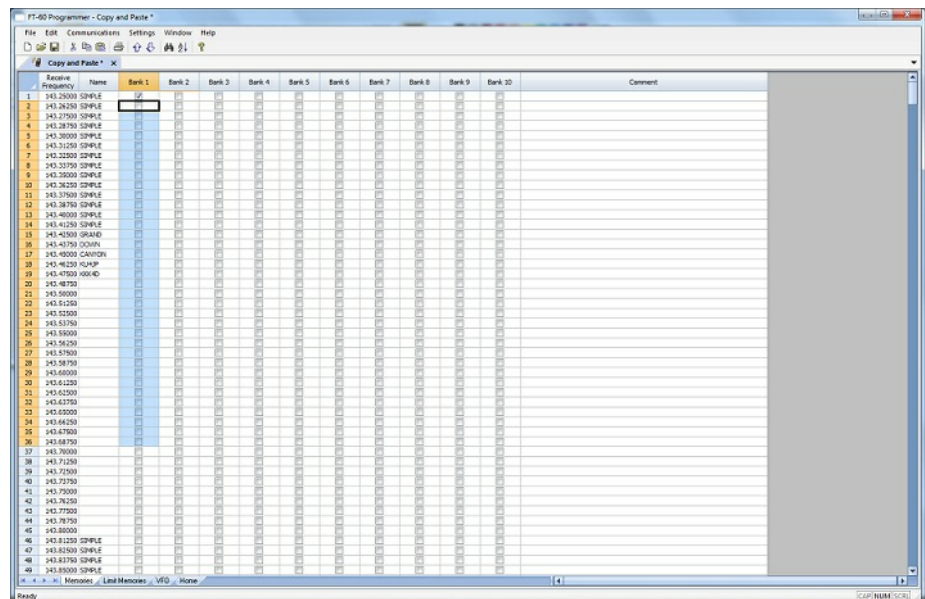 FT-60 Programmer - Copy and Paste *
File Edit Communications Settings Window Help
Copy and Paste * x
Receive Frequency Name Bank 1 Bank 2 Bank 3 Bank 4 Bank 5 Bank 6 Bank 7 Bank 8 Bank 9 Bank 10 Comment
1 143.25000 SIMPLE
2 143.26250 SIMPLE
3 143.27500 SIMPLE
4 143.28750 SIMPLE
5 143.30000 SIMPLE
6 143.31250 SIMPLE
7 143.32500 SIMPLE
8 143.33750 SIMPLE
9 143.35000 SIMPLE
10 143.36250 SIMPLE
11 143.37500 SIMPLE
12 143.38750 SIMPLE
13 143.40000 SIMPLE
14 143.41250 SIMPLE
15 143.42500 GRAND
16 143.43750
17 143.45000 CANYON
18 143.46250
19 143.47500
20 143.48750
21 143.50000
22 143.51250
23 143.52500
24 143.53750
25 143.55000
26 143.56250
27 143.57500
28 143.58750
29 143.60000
30 143.61250
31 143.62500
32 143.63750
33 143.65000
34 143.66250
35 143.67500
36 143.68750
37 143.70000
38 143.71250
39 143.72500
40 143.73750
41 143.75000
42 143.76250
43 143.77500
44 143.78750
45 143.80000
46 143.81250 SIMPLE
47 143.82500 SIMPLE
48 143.83750 SIMPLE
49 143.85000 SIMPLE
Memories Limit Memories VFO Home
Ready CAP NUM SCRL